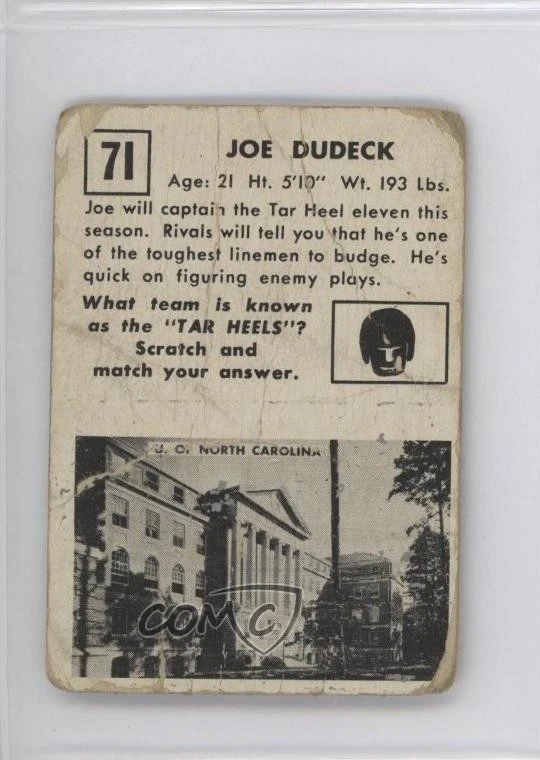 71
JOE DUDECK
Age: 21 Ht. 5'10" Wt. 193 Lbs.
Joe will captain the Tar Heel eleven this
season. Rivals will tell you that he's one
of the toughest linemen to budge. He's
quick on figuring enemy plays.
What team is known
as the "TAR HEELS"?
Scratch and
match your answer.
U. OF NORTH CAROLINA
COMC